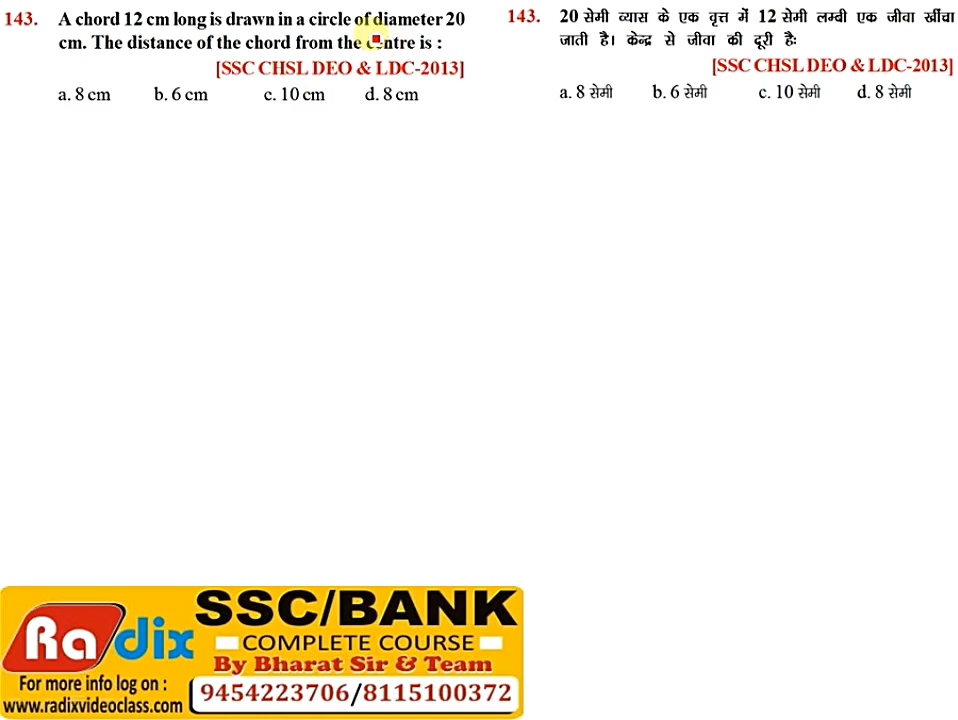 143. A chord 12 cm long is drawn in a circle of diameter 20
cm. The distance of the chord from the centre is :
[SSC CHSL DEO & LDC-2013]
a. 8 cm b. 6 cm c. 10 cm d. 8 cm
143. 20 सेमी व्यास के एक वृत्त में 12 सेमी लम्बी एक जीवा खींचा
जाती है। केन्द्र से जीवा की दूरी हैः
[SSC CHSL DEO & LDC-2013]
a. 8 सेमी b. 6 सेमी c. 10 सेमी d. 8 सेमी
Radix
SSC/BANK
COMPLETE COURSE
By Bharat Sir & Team
For more info log on :
www.radixvideoclass.com
9454223706/8115100372